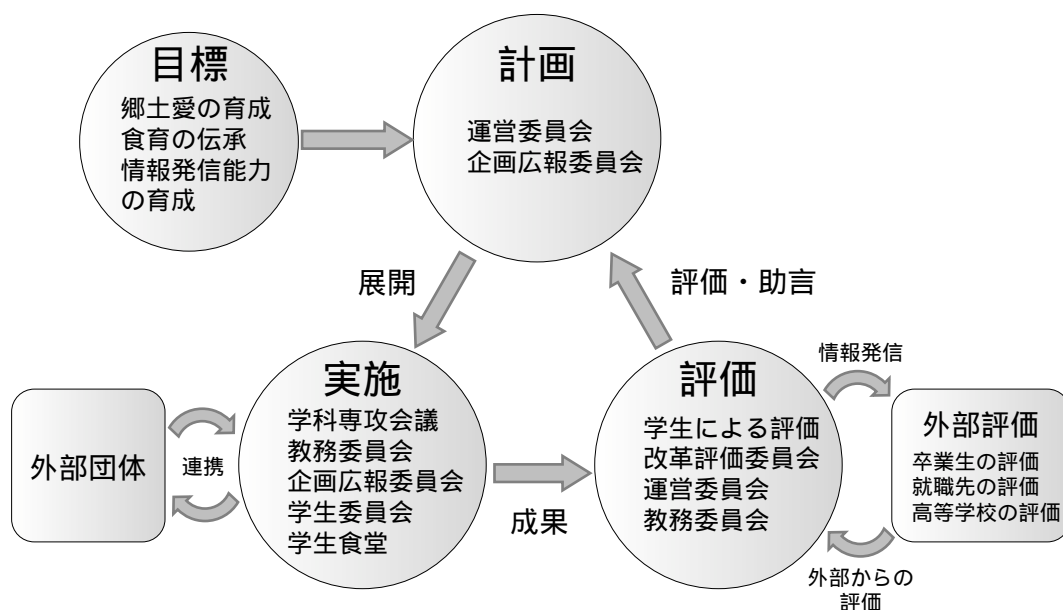 目標
郷土愛の育成
食育の伝承
情報発信能力
の育成
計画
運営委員会
企画広報委員会
展開
評価・助言
実施
学科専攻会議
教務委員会
企画広報委員会
学生委員会
学生食堂
外部団体
連携
成果
評価
学生による評価
改革評価委員会
運営委員会
教務委員会
情報発信
外部評価
卒業生の評価
就職先の評価
高等学校の評価
外部からの
評価